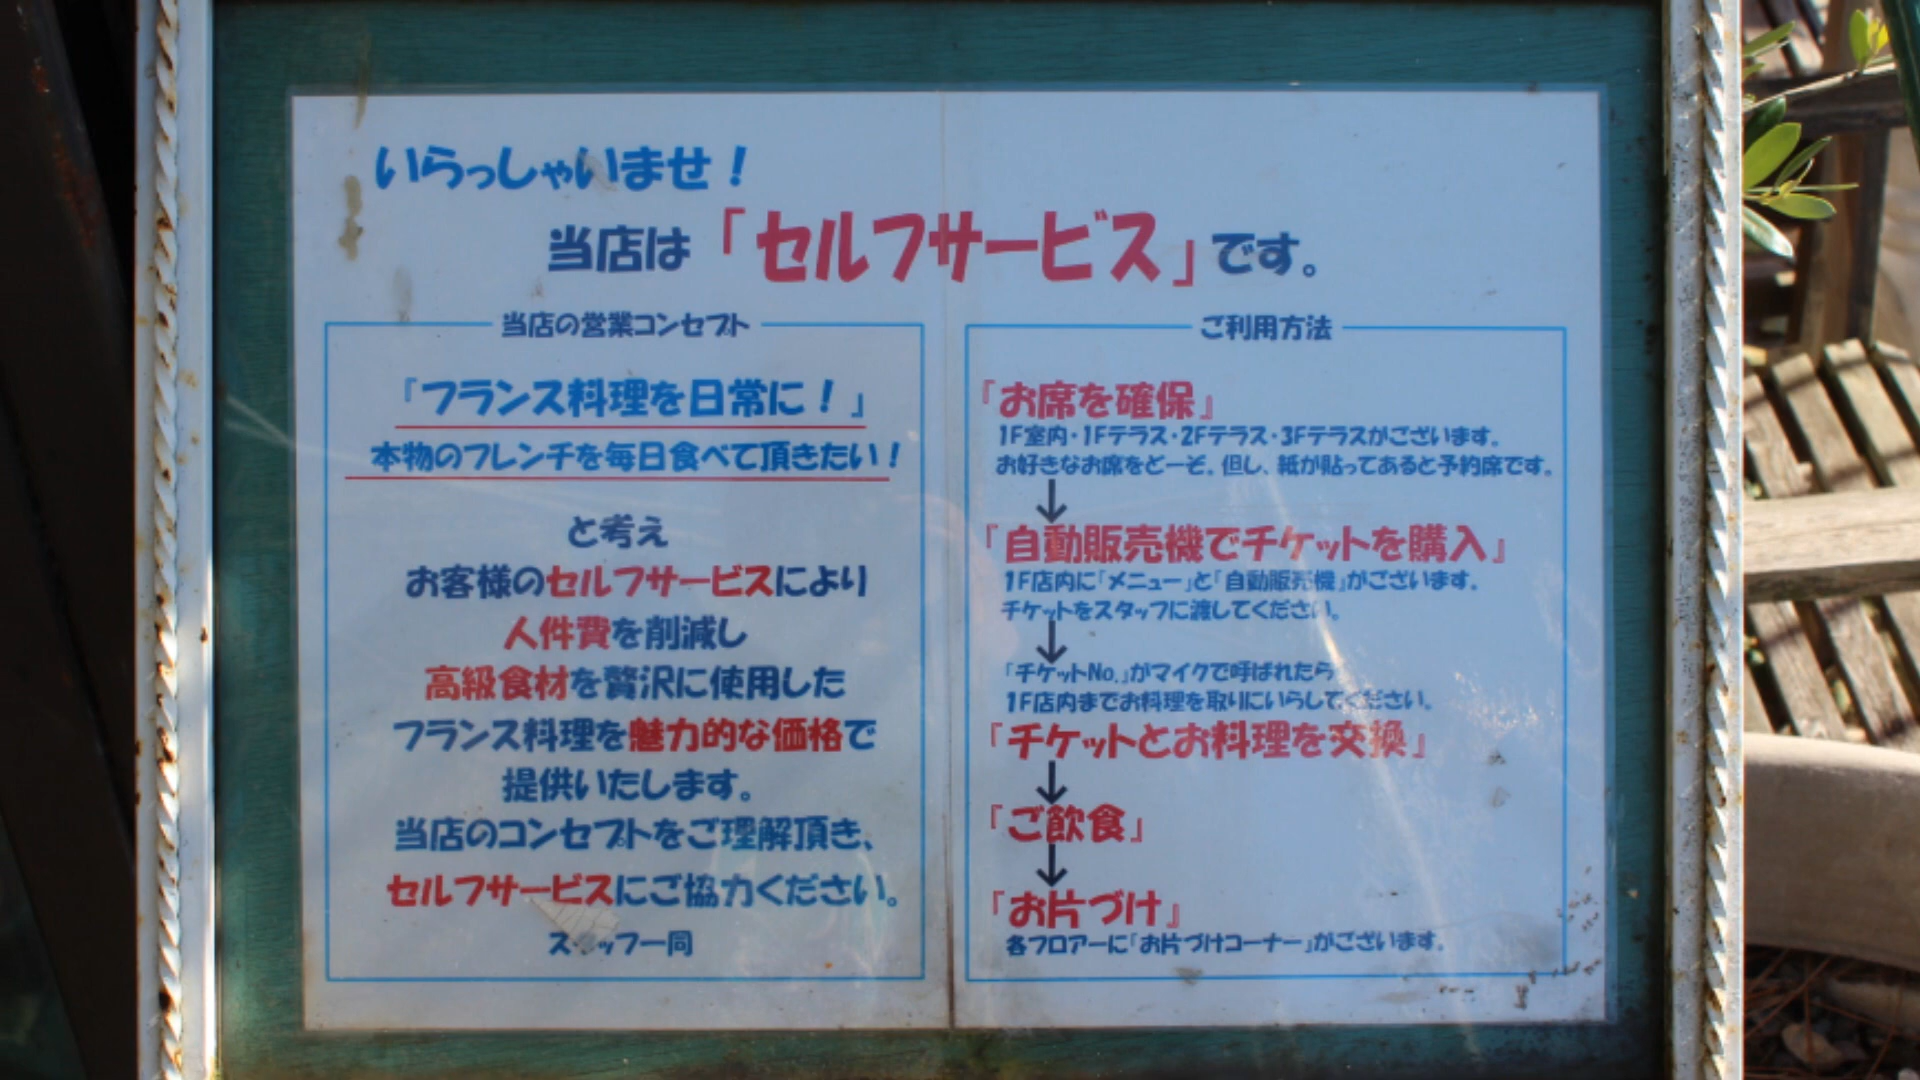 いらっしゃいませ！
当店は「セルフサービス」です。
当店の営業コンセプト
『フランス料理を日常に！』
本物のフレンチを毎日食べて頂きたい！
と考え
お客様のセルフサービスにより
人件費を削減し
高級食材を贅沢に使用した
フランス料理を魅力的な価格で
提供いたします。
当店のコンセプトをご理解頂き、
セルフサービスにご協力ください。
スタッフ一同
ご利用方法
『お席を確保』
1F室内・1Fテラス・2Fテラス・3Fテラスがございます。
お好きなお席をどーぞ。但し、紙が貼ってあると予約席です。
↓
『自動販売機でチケットを購入』
1F店内に「メニュー」と「自動販売機」がございます。
チケットをスタッフに渡してください。
↓
「チケットNo.」がマイクで呼ばれたら
1F店内までお料理を取りにいらしてください。
『チケットとお料理を交換』
↓
『ご飲食』
↓
『お片づけ』
各フロアーに「お片づけコーナー」がございます。